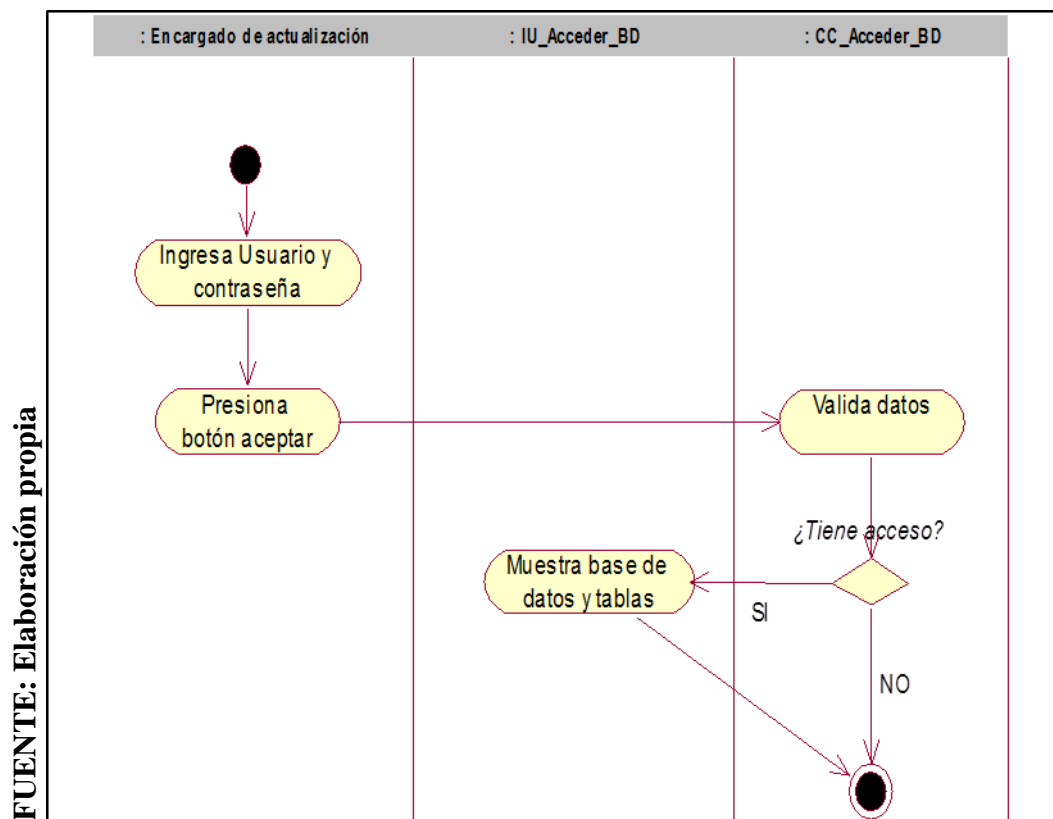 : Encargado de actualización
: IU_Acceder_BD
: CC_Acceder_BD
Ingresa Usuario y
contraseña
Presiona
botón aceptar
Valida datos
¿Tiene acceso?
Muestra base de
datos y tablas
SI
NO
FUENTE: Elaboración propia